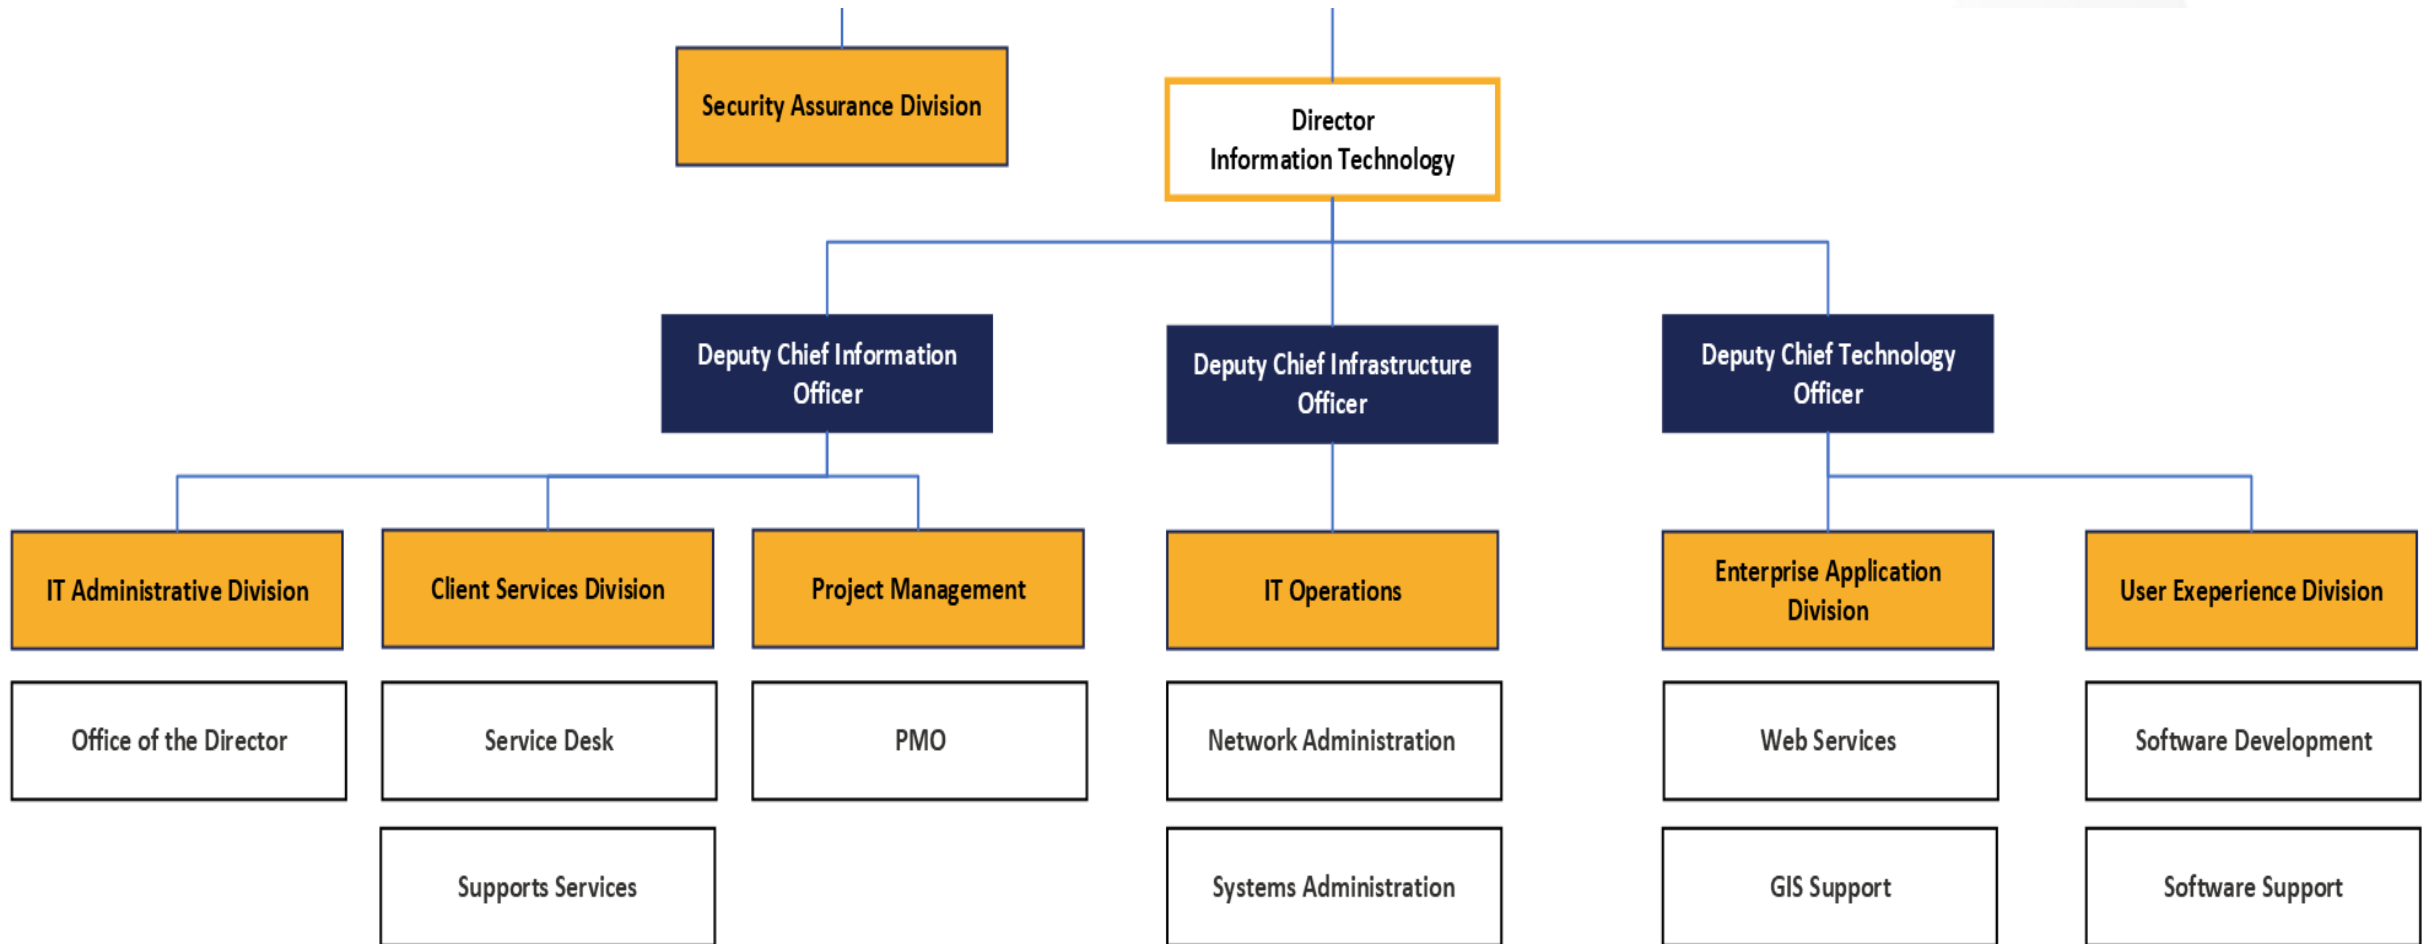 Security Assurance Division
Director
Information Technology
Deputy Chief Information
Officer
Deputy Chief Infrastructure
Officer
Deputy Chief Technology
Officer
IT Administrative Division
Client Services Division
Project Management
IT Operations
Enterprise Application
Division
User Exeperience Division
Office of the Director
Service Desk
PMO
Network Administration
Web Services
Software Development
Supports Services
Systems Administration
GIS Support
Software Support